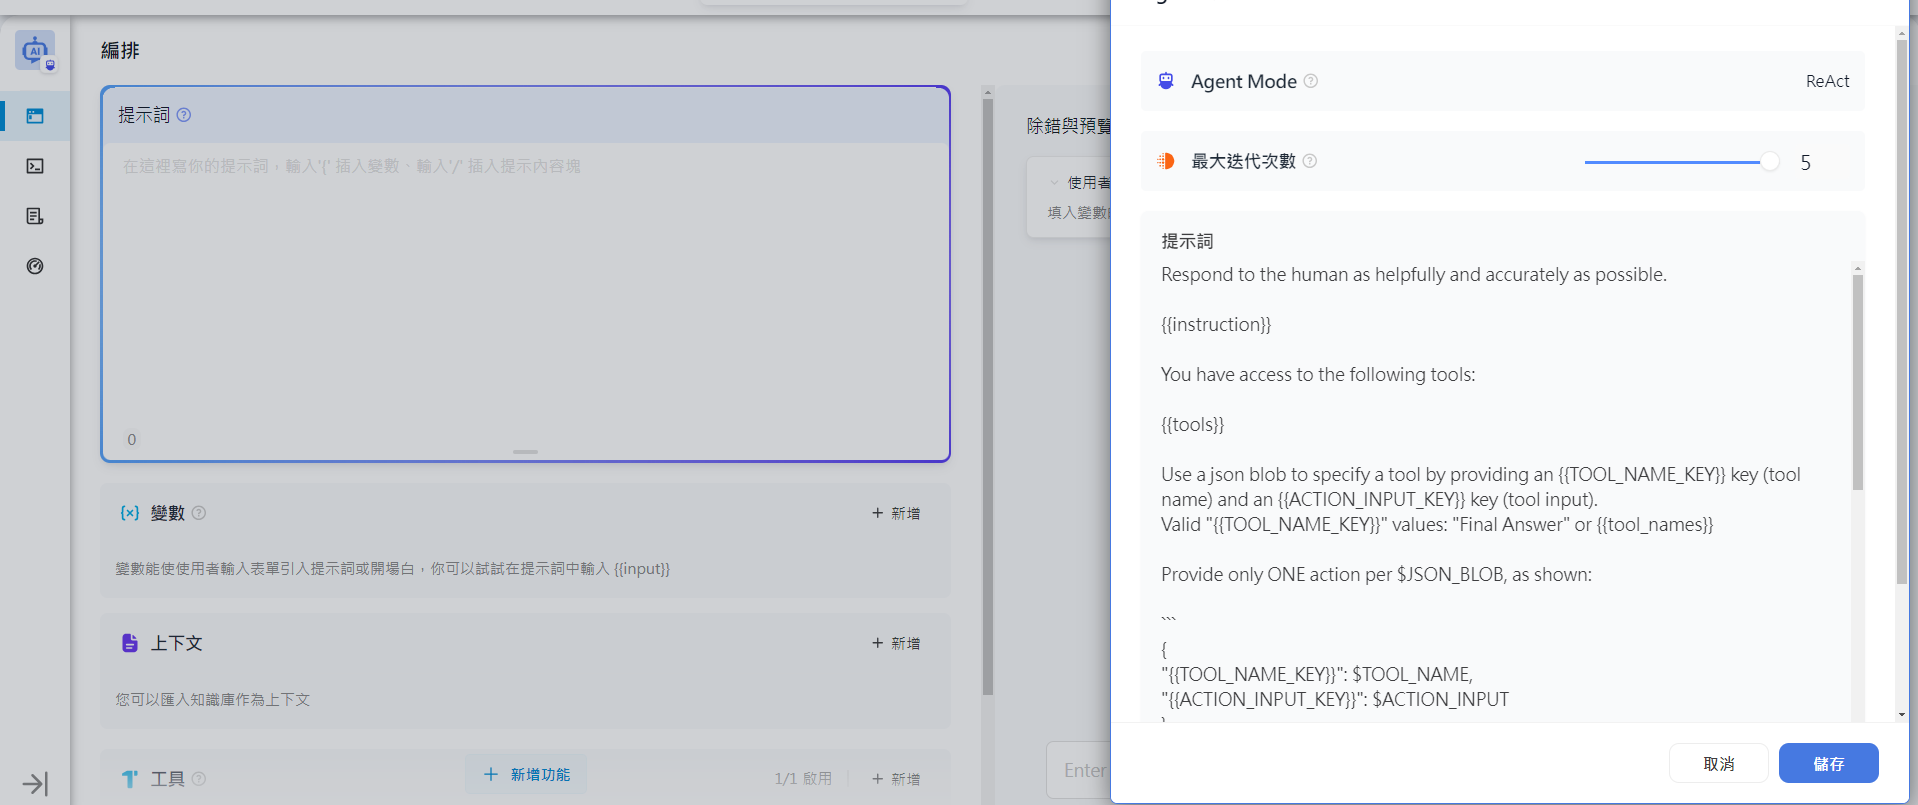 編排
提示詞
在這裡寫你的提示詞，輸入'{' 插入變數、輸入'/' 插入提示內容塊
0
變數
+ 新增
變數能使使用者輸入表單引入提示詞或開場白，你可以試試在提示詞中輸入 {{input}}
上下文
+ 新增
您可以匯入知識庫作為上下文
工具
+ 新增功能
1/1 啟用
+ 新增
除錯與預覽
使用者
填入變數
Enter
Agent Mode
ReAct
最大迭代次數
5
提示詞
Respond to the human as helpfully and accurately as possible.
{{instruction}}
You have access to the following tools:
{{tools}}
Use a json blob to specify a tool by providing an {{TOOL_NAME_KEY}} key (tool
name) and an {{ACTION_INPUT_KEY}} key (tool input).
Valid "{{TOOL_NAME_KEY}}" values: "Final Answer" or {{tool_names}}
Provide only ONE action per $JSON_BLOB, as shown:
```
{
"{{TOOL_NAME_KEY}}": $TOOL_NAME,
"{{ACTION_INPUT_KEY}}": $ACTION_INPUT
取消
儲存